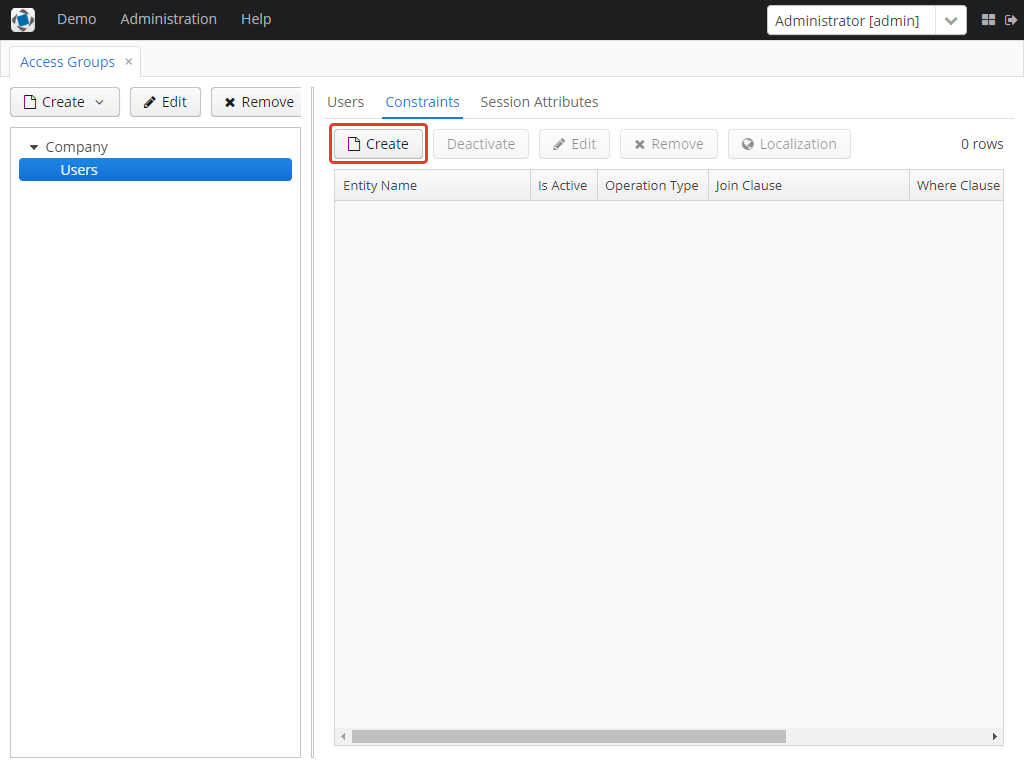 Demo Administration Help Administrator [admin]
Access Groups ×
Create Edit Remove
Company
Users
Users Constraints Session Attributes
Create Deactivate Edit Remove Localization 0 rows
Entity Name Is Active Operation Type Join Clause Where Clause